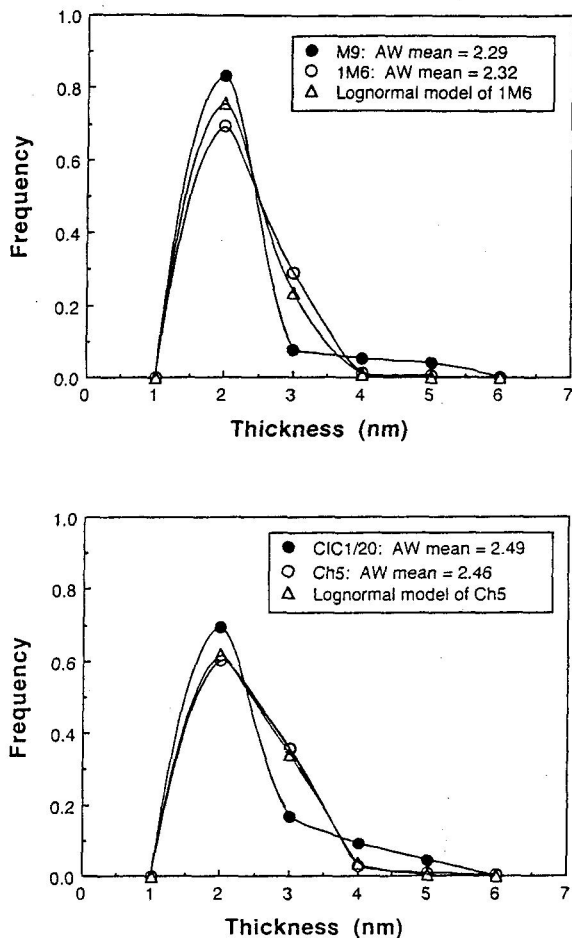 1.0
0.8
0.6
0.4
0.2
0.0
Frequency
M9: AW mean = 2.29
1M6: AW mean = 2.32
Lognormal model of 1M6
0 1 2 3 4 5 6 7
Thickness (nm)
1.0
0.8
0.6
0.4
0.2
0.0
Frequency
CIC1/20: AW mean = 2.49
Ch5: AW mean = 2.46
Lognormal model of Ch5
0 1 2 3 4 5 6 7
Thickness (nm)